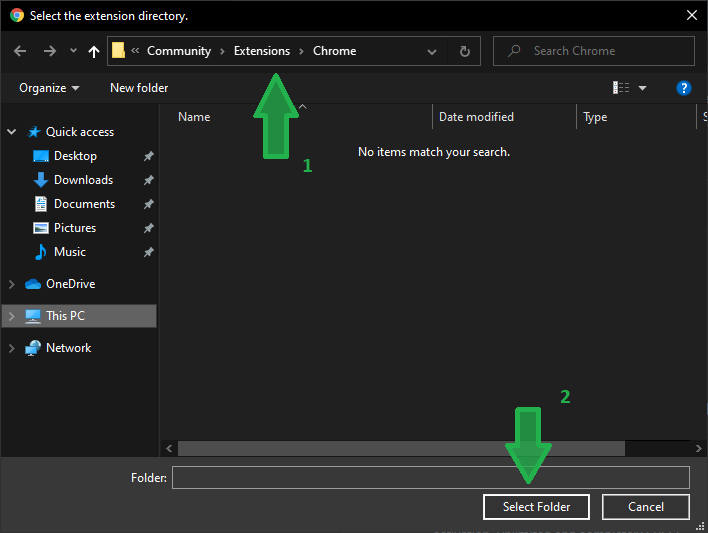 Select the extension directory.
« Community > Extensions > Chrome
Search Chrome
Organize
New folder
?
Name
Date modified
Type
S
1
No items match your search.
Quick access
Desktop
Downloads
Documents
Pictures
Music
OneDrive
This PC
Network
2
Folder:
Select Folder
Cancel